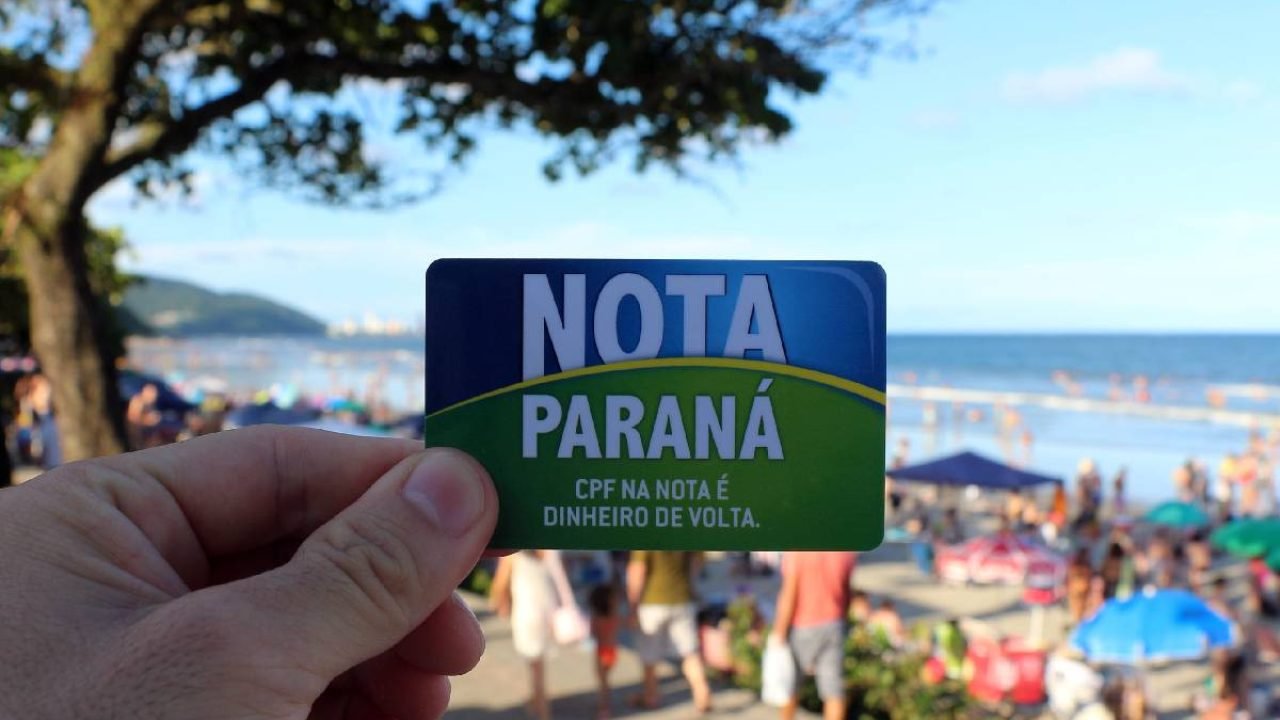 NOTA
PARANÁ
CPF NA NOTA É
DINHEIRO DE VOLTA.